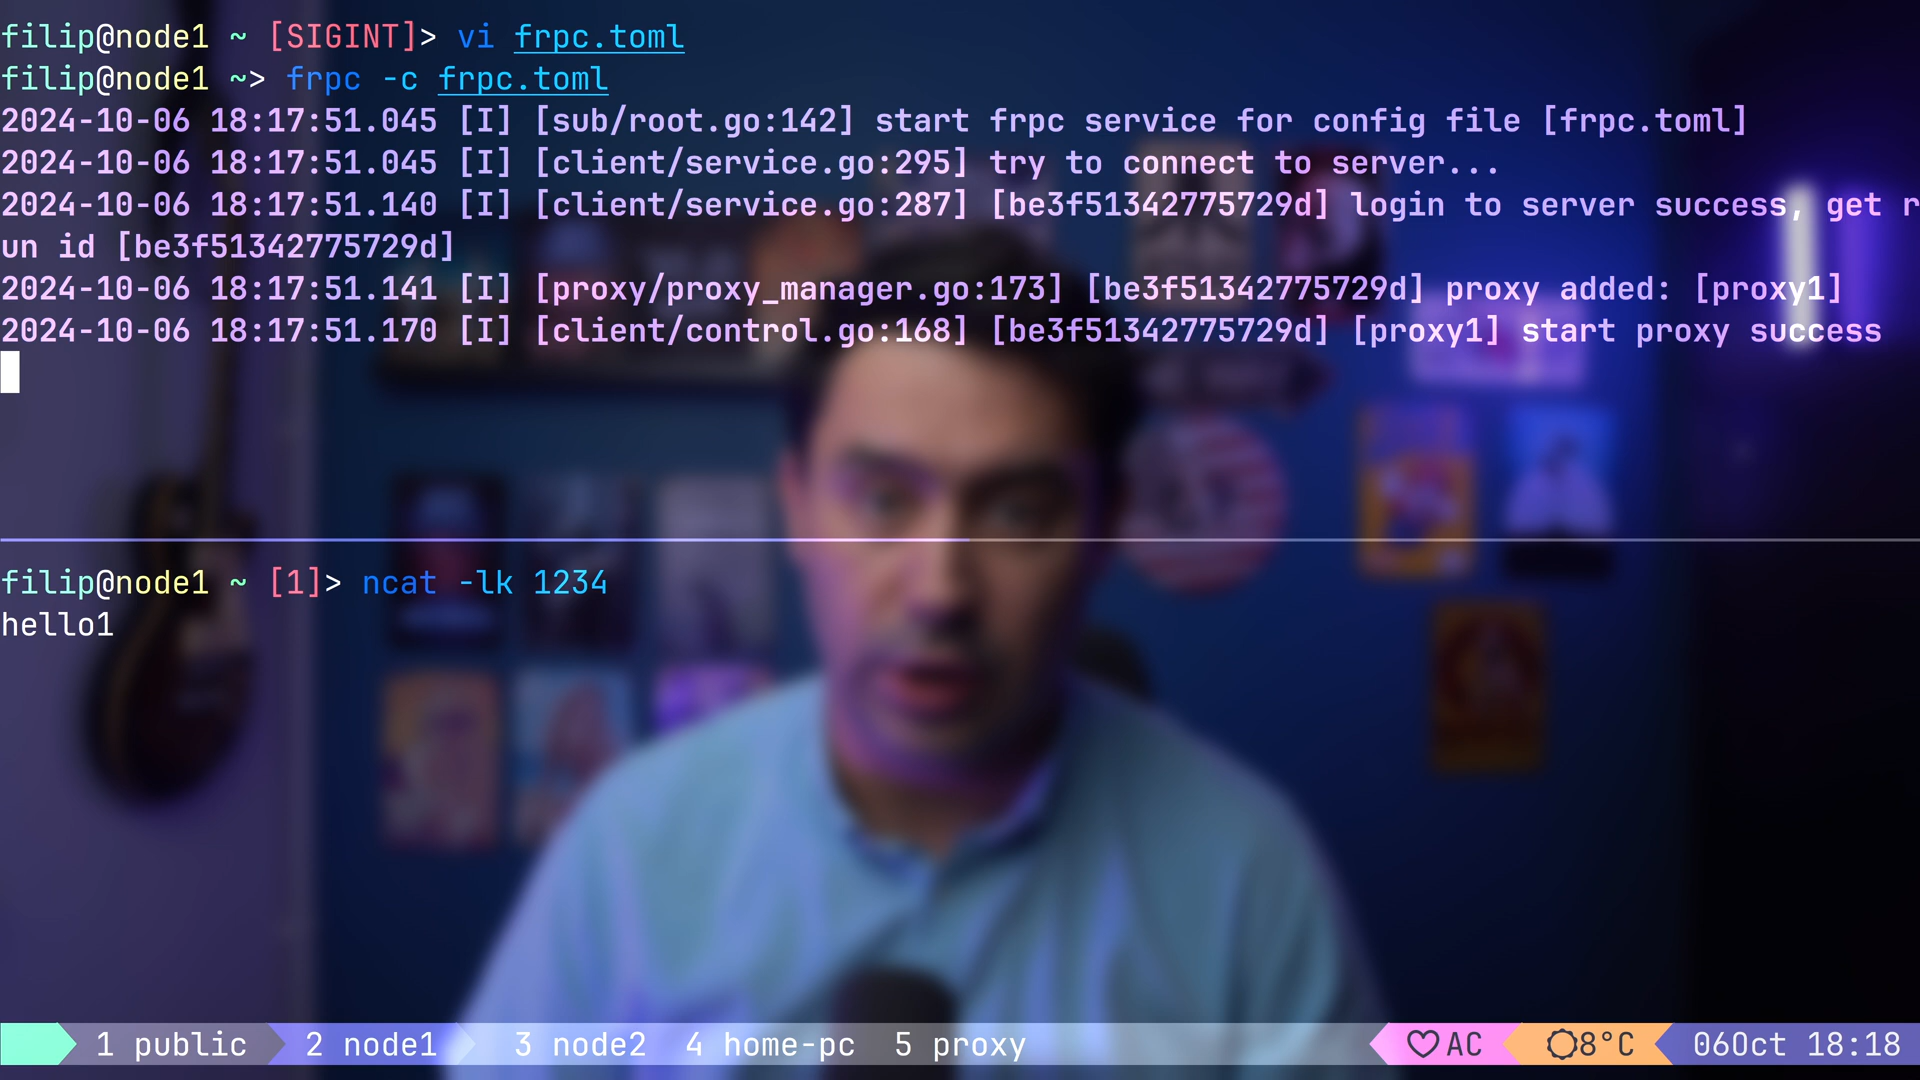 filip@node1 ~ [SIGINT]> vi frpc.toml
filip@node1 ~> frpc -c frpc.toml
2024-10-06 18:17:51.045 [I] [sub/root.go:142] start frpc service for config file [frpc.toml]
2024-10-06 18:17:51.045 [I] [client/service.go:295] try to connect to server...
2024-10-06 18:17:51.140 [I] [client/service.go:287] [be3f51342775729d] login to server success, get r
un id [be3f51342775729d]
2024-10-06 18:17:51.141 [I] [proxy/proxy_manager.go:173] [be3f51342775729d] proxy added: [proxy1]
2024-10-06 18:17:51.170 [I] [client/control.go:168] [be3f51342775729d] [proxy1] start proxy success
filip@node1 ~ [1]> ncat -lk 1234
hello1
1 public 2 node1 3 node2 4 home-pc 5 proxy ♡ AC 8°C 06Oct 18:18